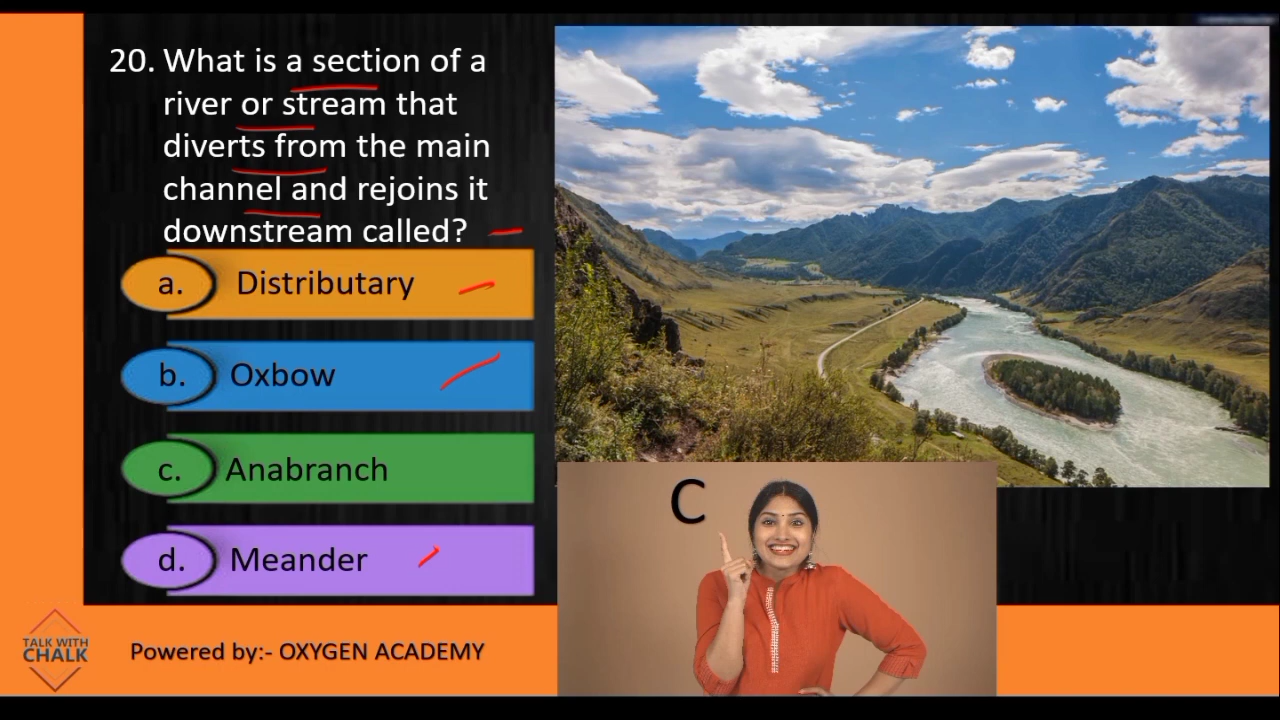 20. What is a section of a
river or stream that
diverts from the main
channel and rejoins it
downstream called?
a. Distributary
b. Oxbow
c. Anabranch
d. Meander
C
TALK WITH
CHALK
Powered by:- OXYGEN ACADEMY